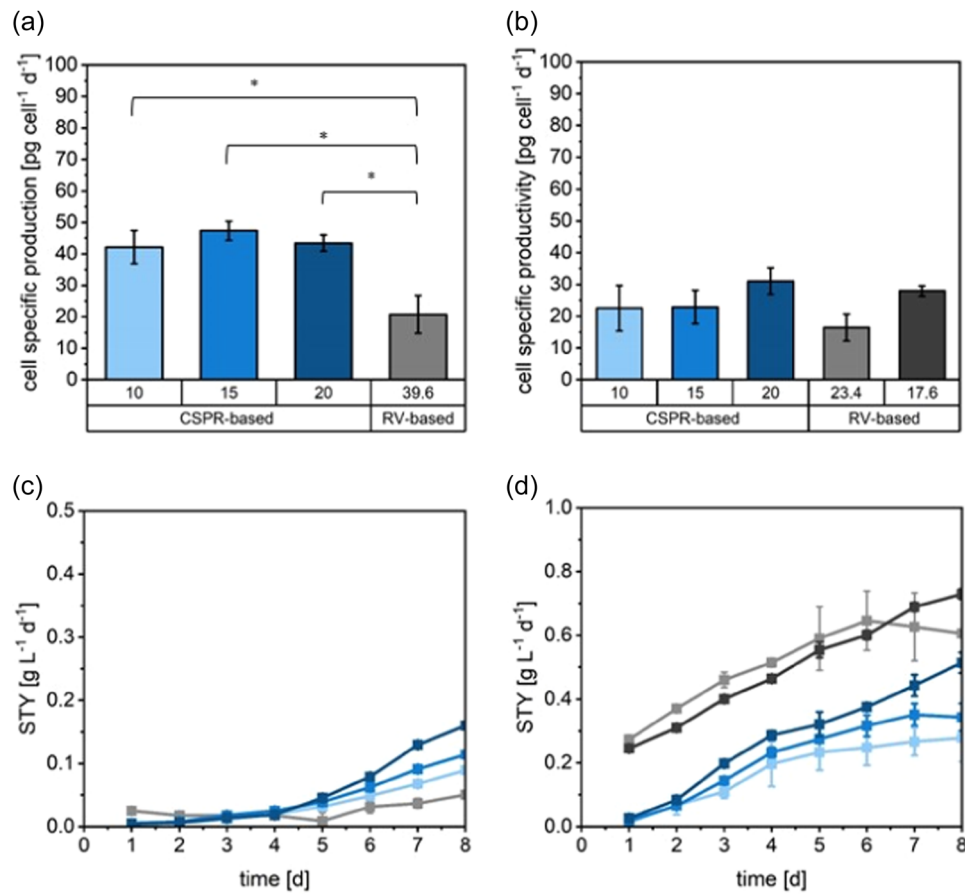 (a)
cell specific production [pg cell⁻¹ d⁻¹]
100
90
80
70
60
50
40
30
20
10
0
*
*
*
10 15 20 39.6
CSPR-based RV-based
(b)
cell specific productivity [pg cell⁻¹ d⁻¹]
100
90
80
70
60
50
40
30
20
10
0
10 15 20 23.4 17.6
CSPR-based RV-based
(c)
STY [g L⁻¹ d⁻¹]
0.5
0.4
0.3
0.2
0.1
0.0
0 1 2 3 4 5 6 7 8
time [d]
(d)
STY [g L⁻¹ d⁻¹]
1.0
0.8
0.6
0.4
0.2
0.0
0 1 2 3 4 5 6 7 8
time [d]